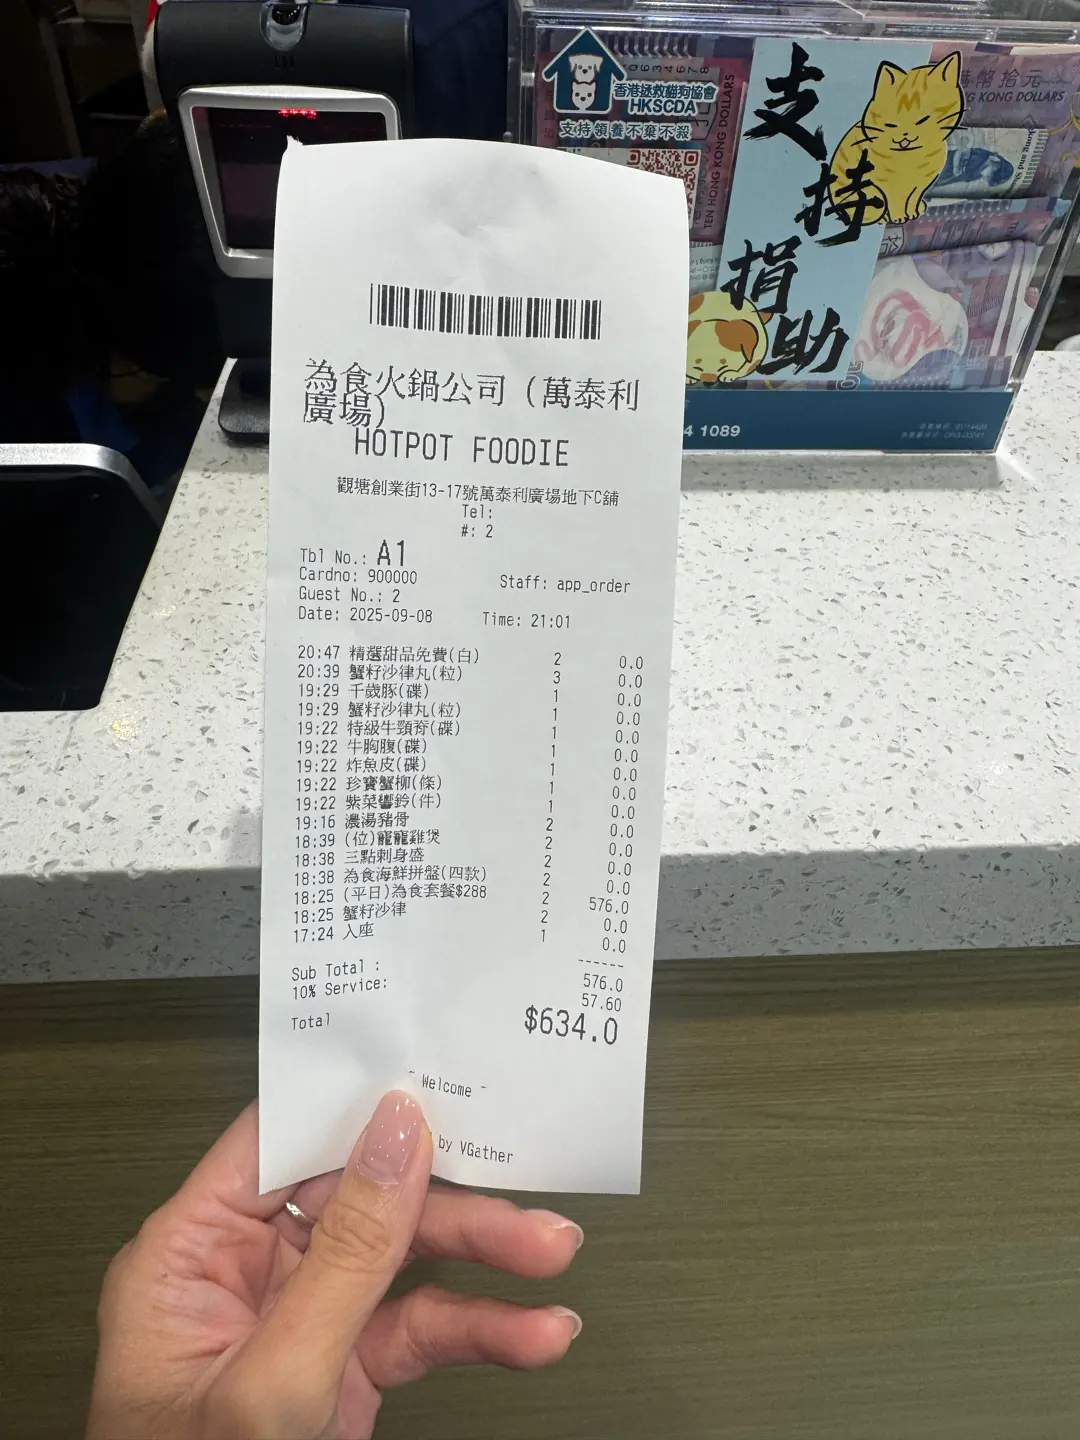 香港拯救貓狗協會
HKSCDA
支持領養不棄不殺
TEN HONG KONG DOLLARS
港幣拾元
KONG DOLLARS
支持捐助
4 1089
為食火鍋公司 (萬泰利
廣場)
HOTPOT FOODIE
觀塘創業街13-17號萬泰利廣場地下C舖
Tel:
#: 2
Tbl No.: A1
Cardno: 900000 Staff: app_order
Guest No.: 2
Date: 2025-09-08 Time: 21:01
20:47 精選甜品免費(白) 2 0.0
20:39 蟹籽沙律丸(粒) 3 0.0
19:29 千歲豚(碟) 1 0.0
19:29 蟹籽沙律丸(粒) 1 0.0
19:22 特級牛頸脊(碟) 1 0.0
19:22 牛胸腹(碟) 1 0.0
19:22 炸魚皮(碟) 1 0.0
19:22 珍寶蟹柳(條) 1 0.0
19:22 紫菜響鈴(件) 1 0.0
19:16 濃湯豬骨 2 0.0
18:39 (位)寵寵雞煲 2 0.0
18:38 三點刺身盛 2 0.0
18:38 為食海鮮拼盤(四款) 2 0.0
18:25 (平日)為食套餐$288 2 576.0
18:25 蟹籽沙律 2 0.0
17:24 入座 1 0.0
------
Sub Total : 576.0
10% Service: 57.60
Total $634.0
~ Welcome ~
by VGather